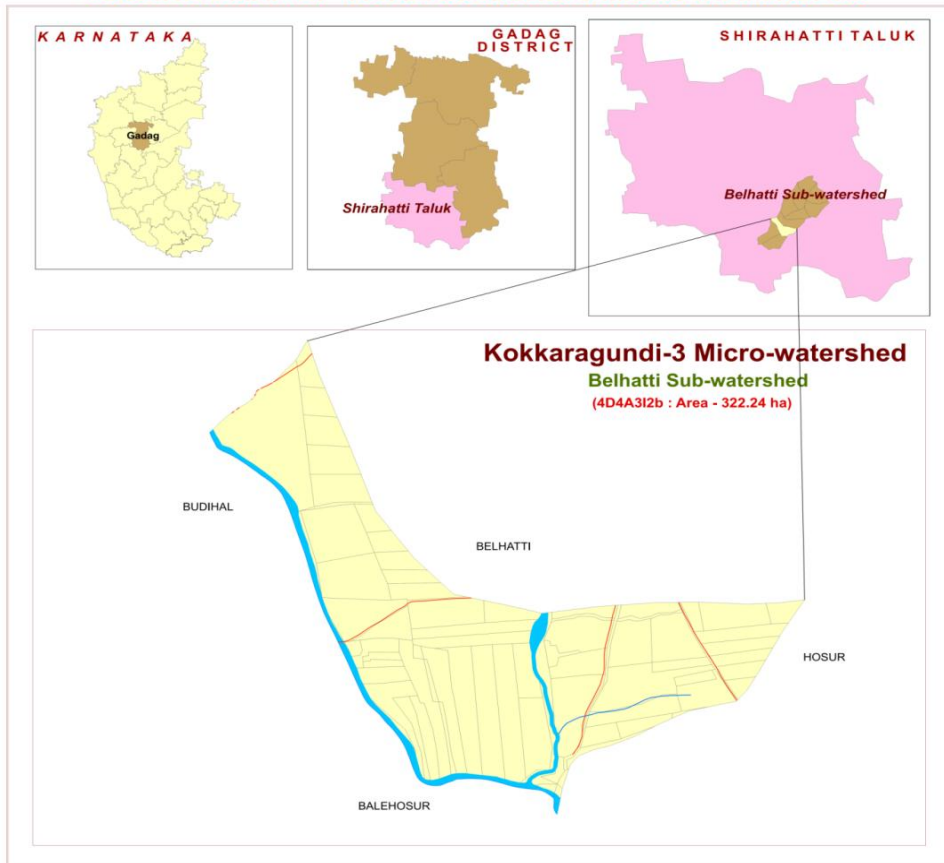 KARNATAKA
Gadag
GADAG
DISTRICT
Shirahatti Taluk
SHIRAHATTI TALUK
Belhatti Sub-watershed
Kokkaragundi-3 Micro-watershed
Belhatti Sub-watershed
(4D4A3I2b : Area - 322.24 ha)
BUDIHAL
BELHATTI
HOSUR
BALEHOSUR